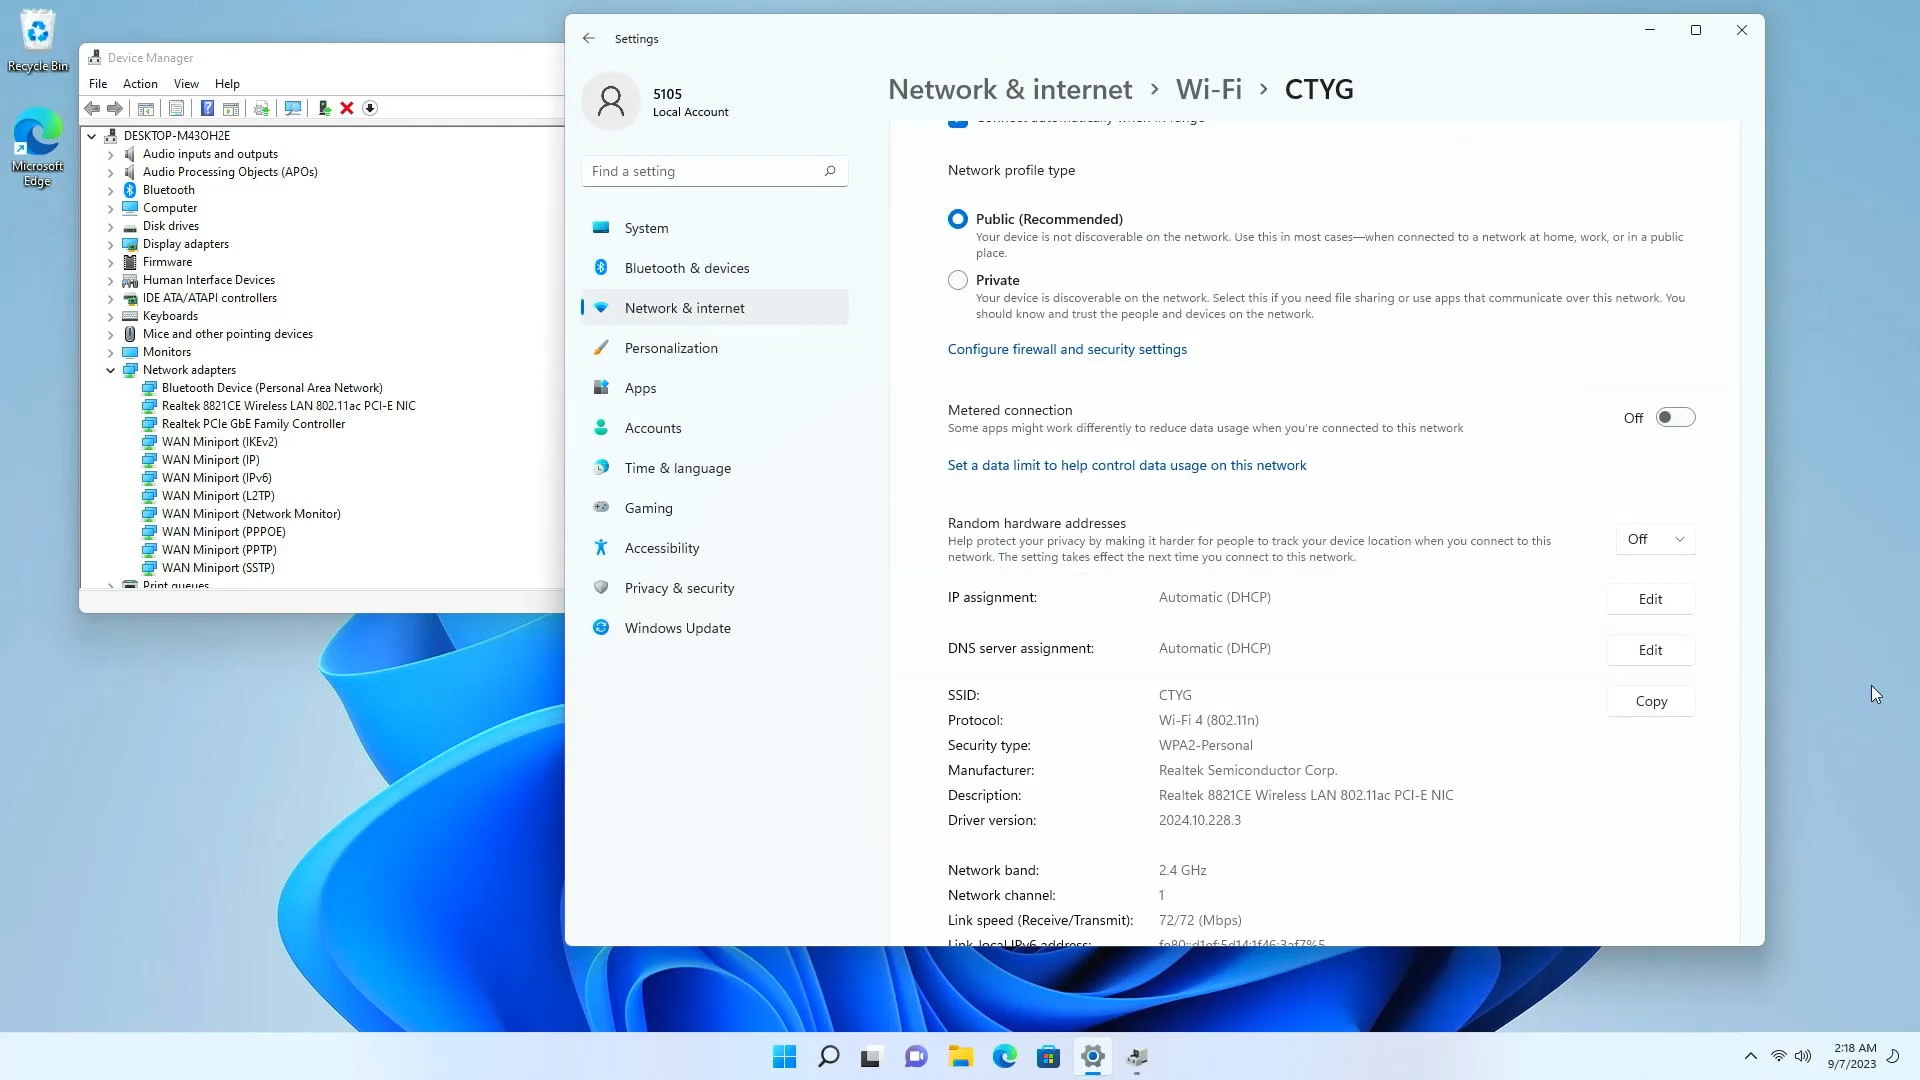 Recycle Bin
Microsoft
Edge
Device Manager
File Action View Help
DESKTOP-M43OH2E
Audio inputs and outputs
Audio Processing Objects (APOs)
Bluetooth
Computer
Disk drives
Display adapters
Firmware
Human Interface Devices
IDE ATA/ATAPI controllers
Keyboards
Mice and other pointing devices
Monitors
Network adapters
Bluetooth Device (Personal Area Network)
Realtek 8821CE Wireless LAN 802.11ac PCI-E NIC
Realtek PCIe GbE Family Controller
WAN Miniport (IKEv2)
WAN Miniport (IP)
WAN Miniport (IPv6)
WAN Miniport (L2TP)
WAN Miniport (Network Monitor)
WAN Miniport (PPPOE)
WAN Miniport (PPTP)
WAN Miniport (SSTP)
Print queues
Settings
5105
Local Account
Find a setting
System
Bluetooth & devices
Network & internet
Personalization
Apps
Accounts
Time & language
Gaming
Accessibility
Privacy & security
Windows Update
Network & internet > Wi-Fi > CTYG
Connect automatically when in range
Network profile type
Public (Recommended)
Your device is not discoverable on the network. Use this in most cases—when connected to a network at home, work, or in a public
place.
Private
Your device is discoverable on the network. Select this if you need file sharing or use apps that communicate over this network. You
should know and trust the people and devices on the network.
Configure firewall and security settings
Metered connection
Some apps might work differently to reduce data usage when you're connected to this network
Off
Set a data limit to help control data usage on this network
Random hardware addresses
Help protect your privacy by making it harder for people to track your device location when you connect to this
network. The setting takes effect the next time you connect to this network.
Off
IP assignment: Automatic (DHCP) Edit
DNS server assignment: Automatic (DHCP) Edit
SSID: CTYG Copy
Protocol: Wi-Fi 4 (802.11n)
Security type: WPA2-Personal
Manufacturer: Realtek Semiconductor Corp.
Description: Realtek 8821CE Wireless LAN 802.11ac PCI-E NIC
Driver version: 2024.10.228.3
Network band: 2.4 GHz
Network channel: 1
Link speed (Receive/Transmit): 72/72 (Mbps)
Link-local IPv6 address: fe80::d1ef:5d14:1f46:3af7%5
2:18 AM
9/7/2023